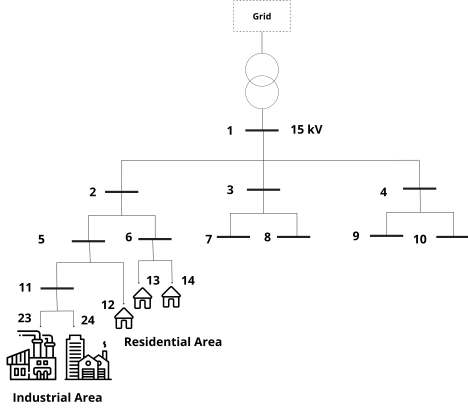 Grid
1 15 kV
2 3 4
5 6 7 8 9 10
11 12 13 14
23 24
Residential Area
Industrial Area